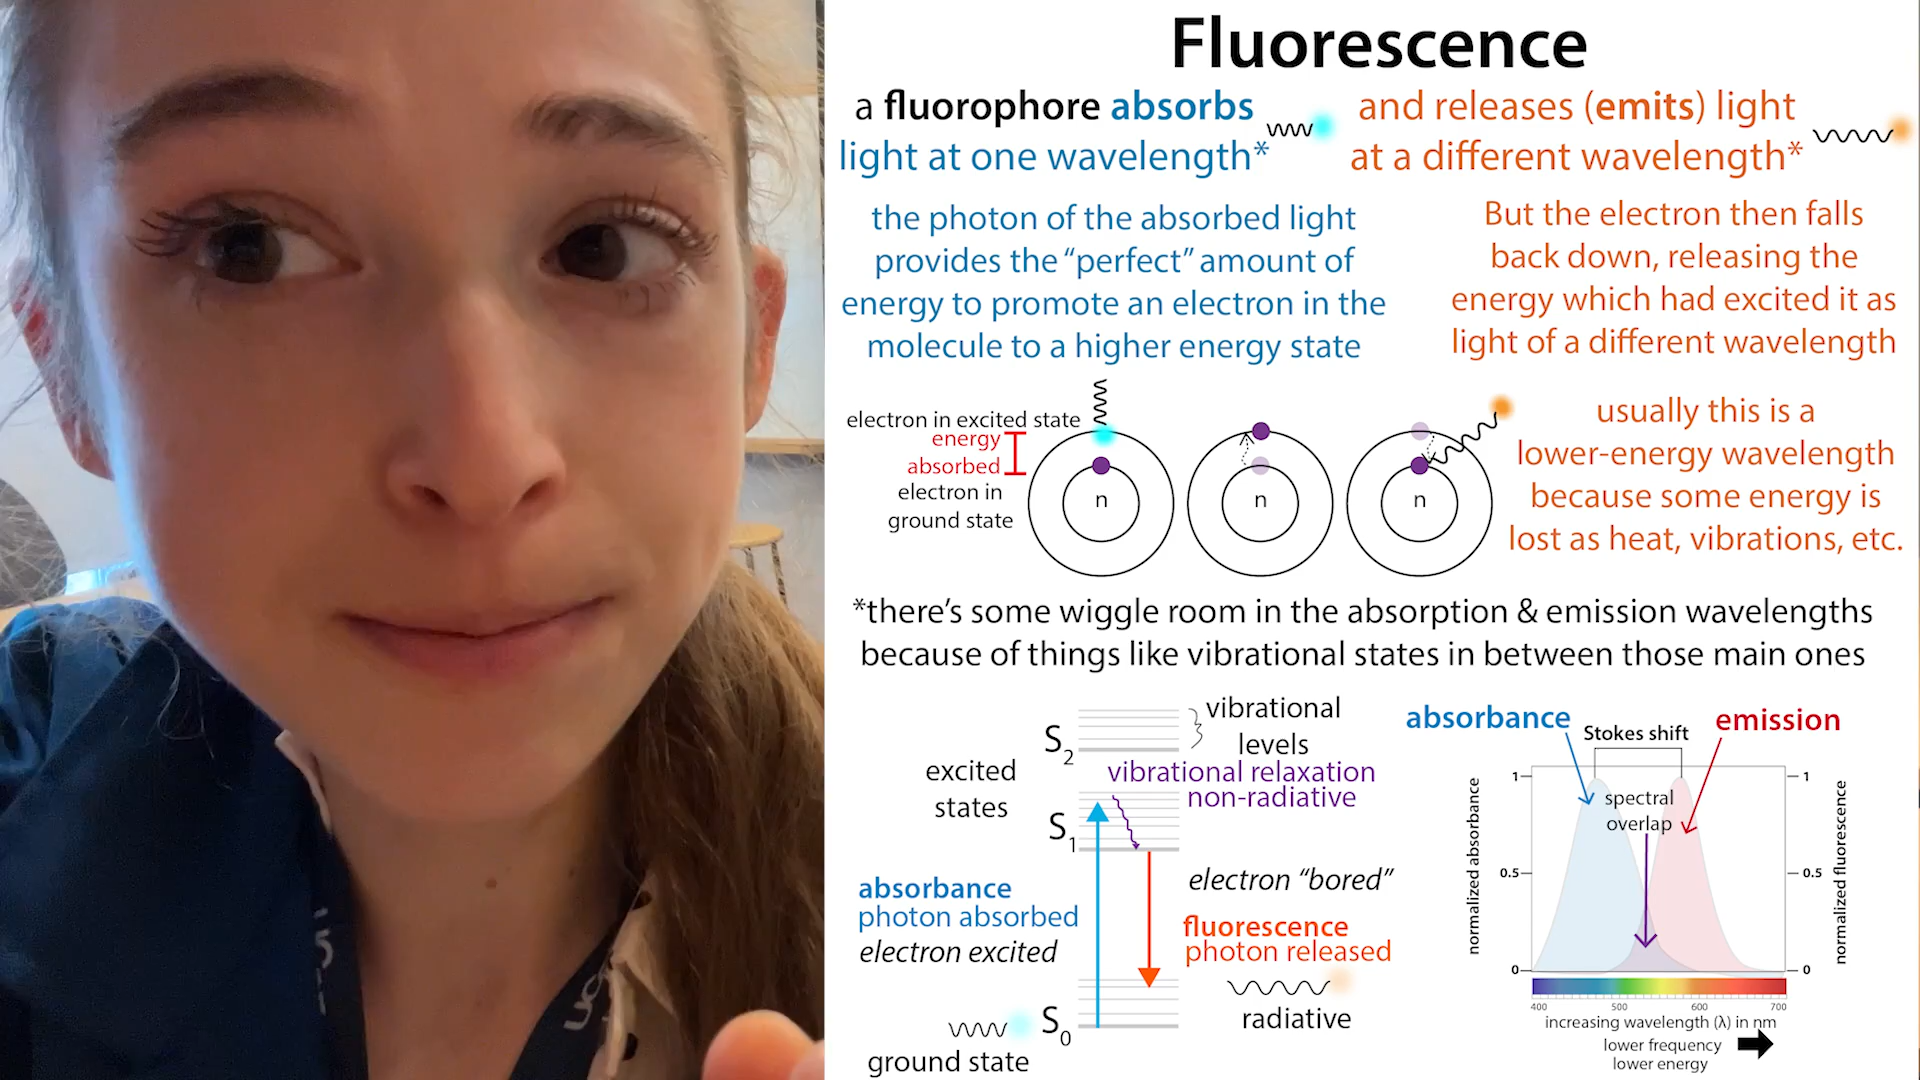 Fluorescence
a fluorophore absorbs
light at one wavelength*
and releases (emits) light
at a different wavelength*
the photon of the absorbed light
provides the “perfect” amount of
energy to promote an electron in the
molecule to a higher energy state
But the electron then falls
back down, releasing the
energy which had excited it as
light of a different wavelength
electron in excited state
energy
absorbed
electron in
ground state
n
n
n
usually this is a
lower-energy wavelength
because some energy is
lost as heat, vibrations, etc.
*there’s some wiggle room in the absorption & emission wavelengths
because of things like vibrational states in between those main ones
S2
vibrational
levels
excited
states
vibrational relaxation
non-radiative
S1
absorbance
photon absorbed
electron excited
electron “bored”
fluorescence
photon released
radiative
S0
ground state
absorbance
Stokes shift
emission
spectral
overlap
normalized absorbance
1
0.5
0
1
0.5
0
normalized fluorescence
400 500 600 700
increasing wavelength (λ) in nm
lower frequency
lower energy